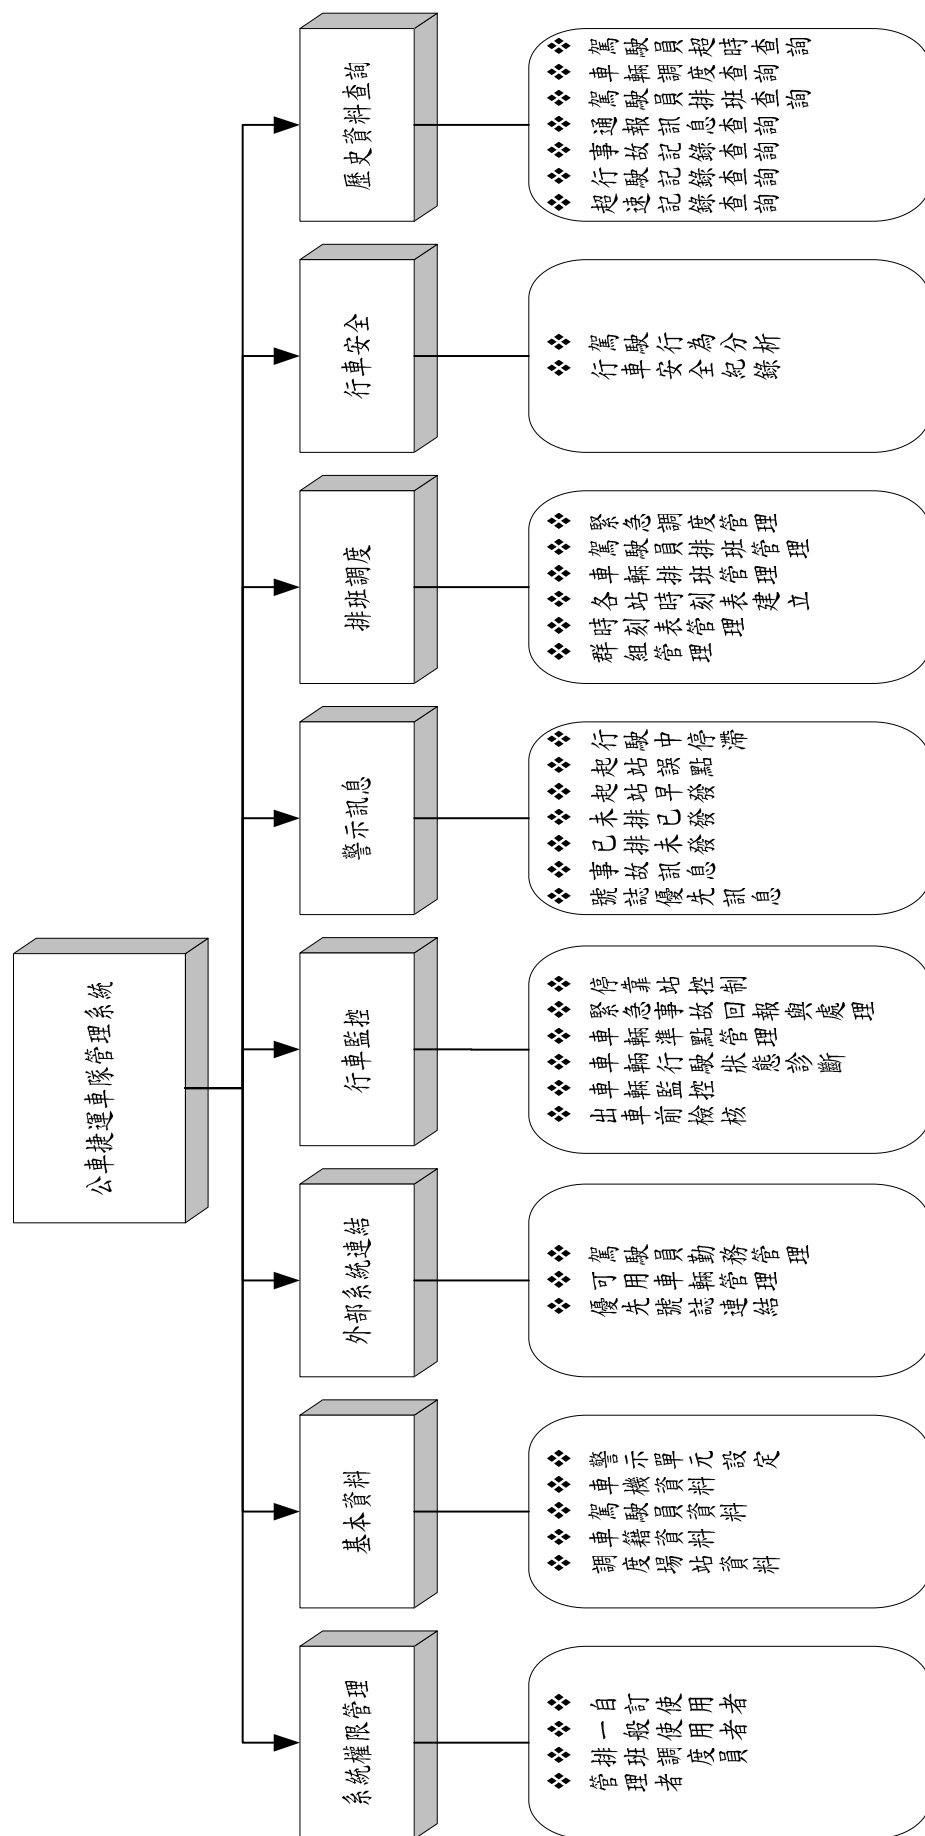 公車捷運車隊管理系統
系統權限管理
❖ 管理者
❖ 排班調度員
❖ 一般使用者
❖ 自訂使用者
基本資料
❖ 調度場站資料
❖ 車籍資料
❖ 駕駛員資料
❖ 車機資料
❖ 警示單元設定
外部系統連結
❖ 優先號誌連結
❖ 可用車輛管理
❖ 駕駛員勤務管理
行車監控
❖ 出車前檢核
❖ 車輛監控
❖ 車輛行駛狀態診斷
❖ 車輛準點管理
❖ 緊急事故回報與處理
❖ 停靠站控制
警示訊息
❖ 號誌優先訊息
❖ 事故訊息
❖ 已排未發
❖ 未排已發
❖ 起站早發
❖ 起站誤點
❖ 行駛中停滯
排班調度
❖ 群組管理
❖ 時刻表管理
❖ 各站時刻表建立
❖ 車輛排班管理
❖ 駕駛員排班管理
❖ 緊急調度管理
行車安全
❖ 行車安全紀錄
❖ 駕駛行為分析
歷史資料查詢
❖ 超速記錄查詢
❖ 行駛記錄查詢
❖ 事故記錄查詢
❖ 通報訊息查詢
❖ 駕駛員排班查詢
❖ 車輛調度查詢
❖ 駕駛員超時查詢